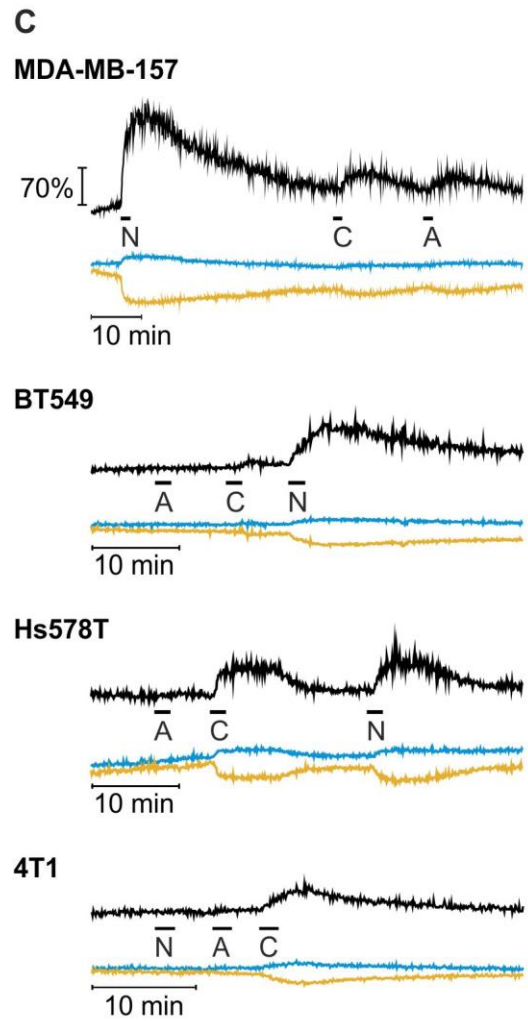 C
MDA-MB-157
70%
N C A
10 min
BT549
A C N
10 min
Hs578T
A C N
10 min
4T1
N A C
10 min